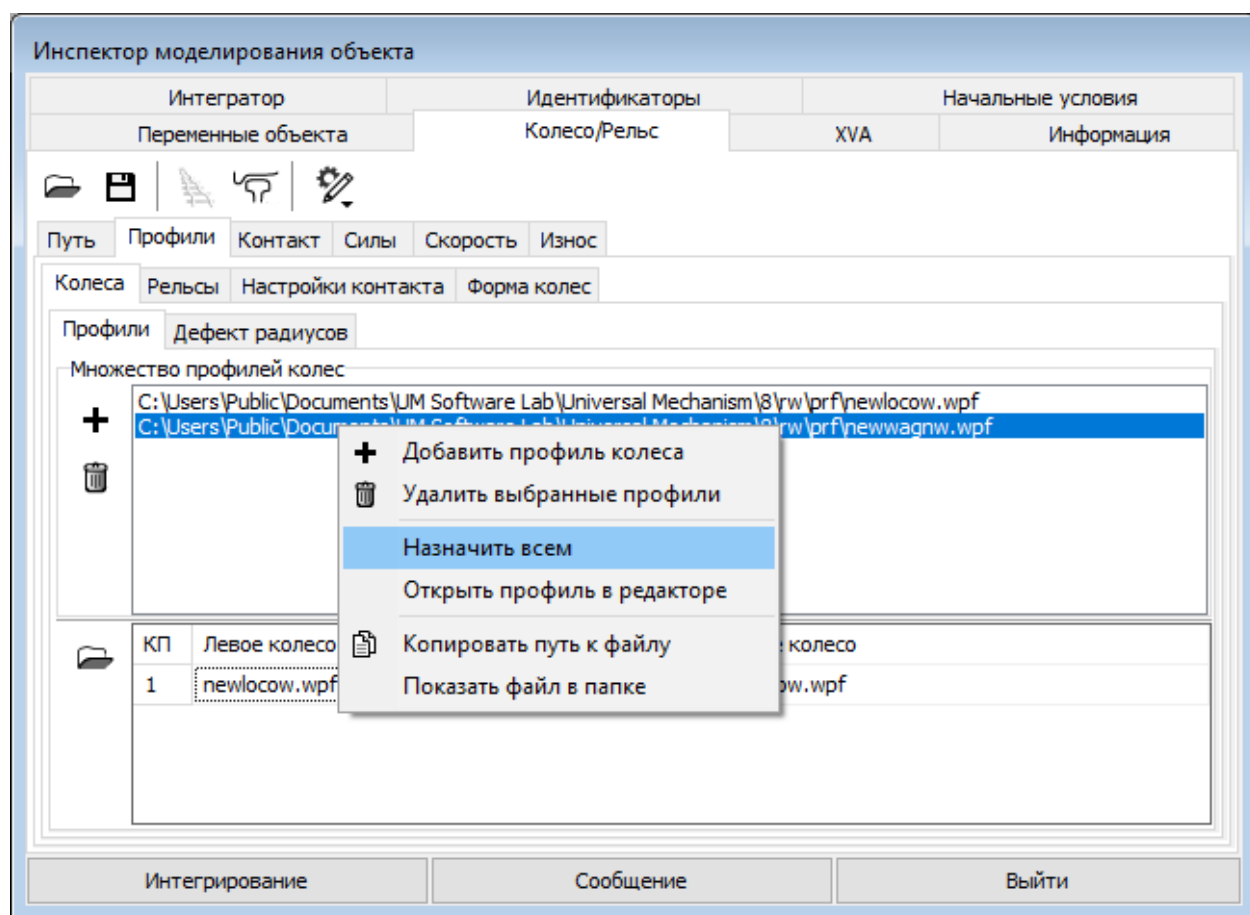 Инспектор моделирования объекта
Интегратор Идентификаторы Начальные условия
Переменные объекта Колесо/Рельс XVA Информация
Путь Профили Контакт Силы Скорость Износ
Колеса Рельсы Настройки контакта Форма колес
Профили Дефект радиусов
Множество профилей колес
C:\Users\Public\Documents\UM Software Lab\Universal Mechanism\8\rw\prf\newlocow.wpf
C:\Users\Public\Documents\UM Software Lab\Universal Mechanism\8\rw\prf\newwagnw.wpf
Добавить профиль колеса
Удалить выбранные профили
Назначить всем
Открыть профиль в редакторе
Копировать путь к файлу
Показать файл в папке
КП Левое колесо колесо
1 newlocow.wpf ow.wpf
Интегрирование Сообщение Выйти